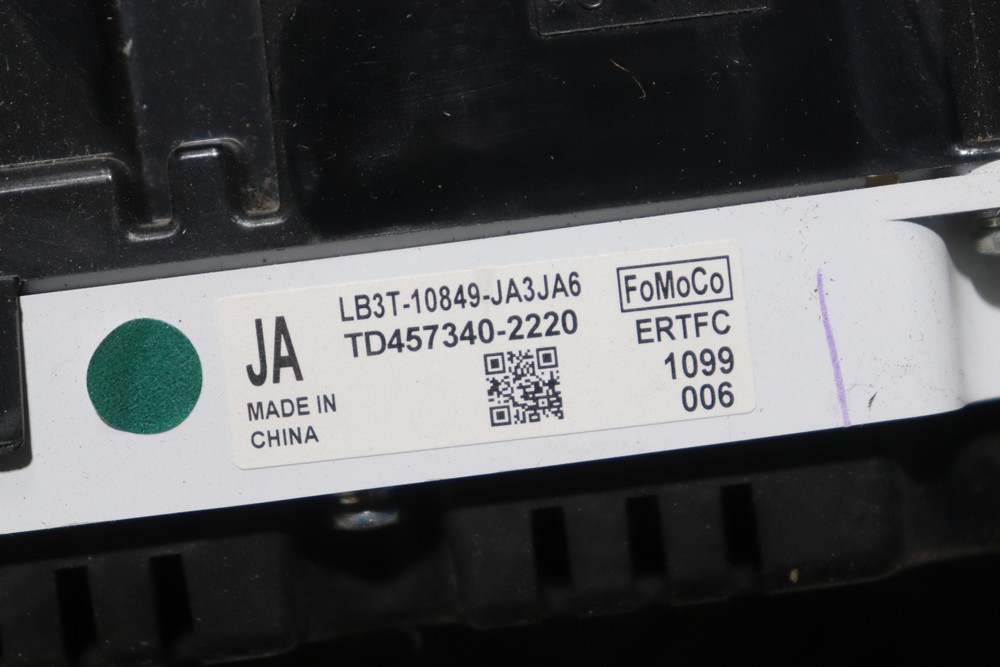 LB3T-10849-JA3JA6
TD457340-2220
JA
MADE IN
CHINA
FoMoCo
ERTFC
1099
006